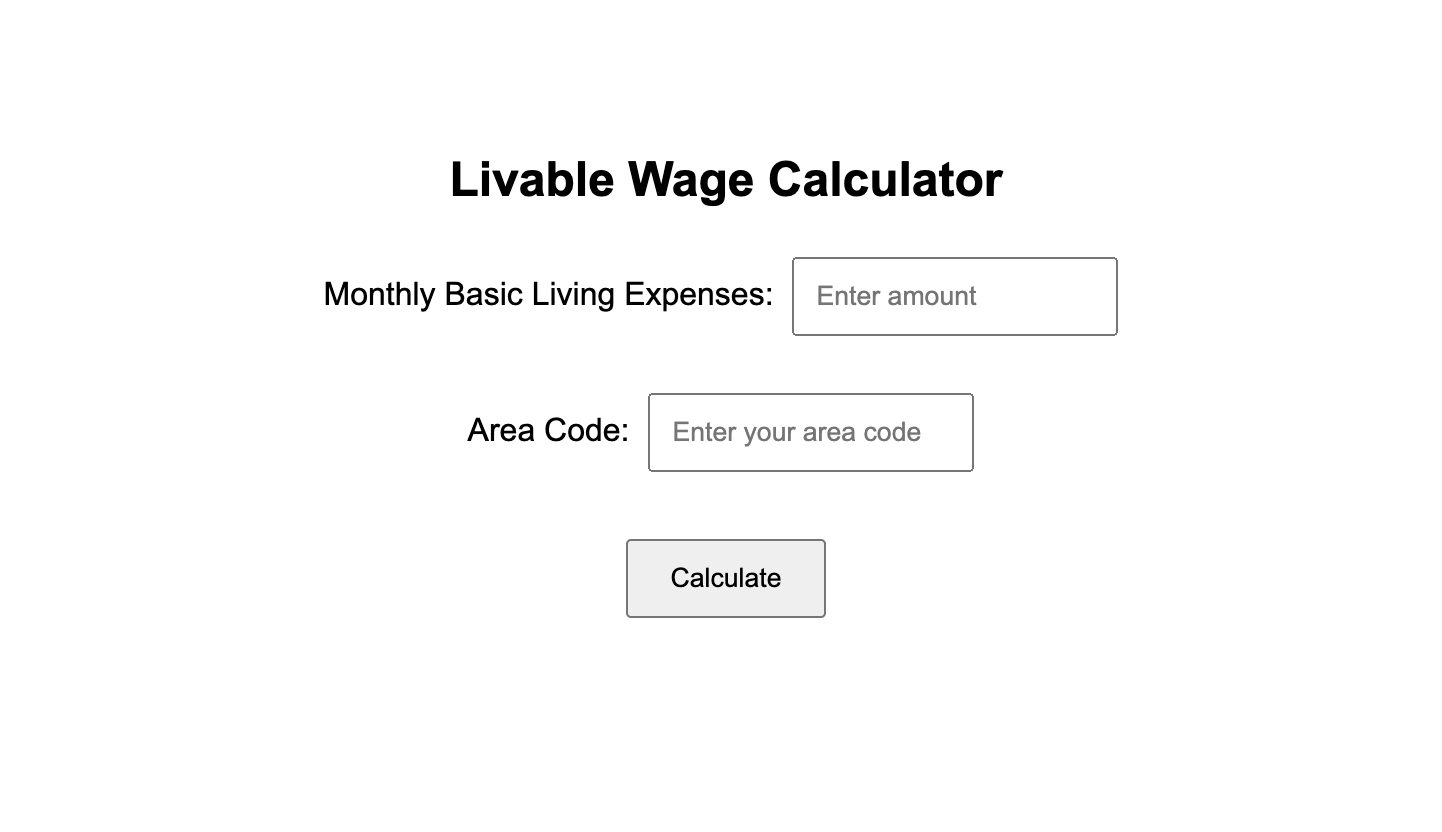 Livable Wage Calculator
Monthly Basic Living Expenses: Enter amount
Area Code: Enter your area code
Calculate